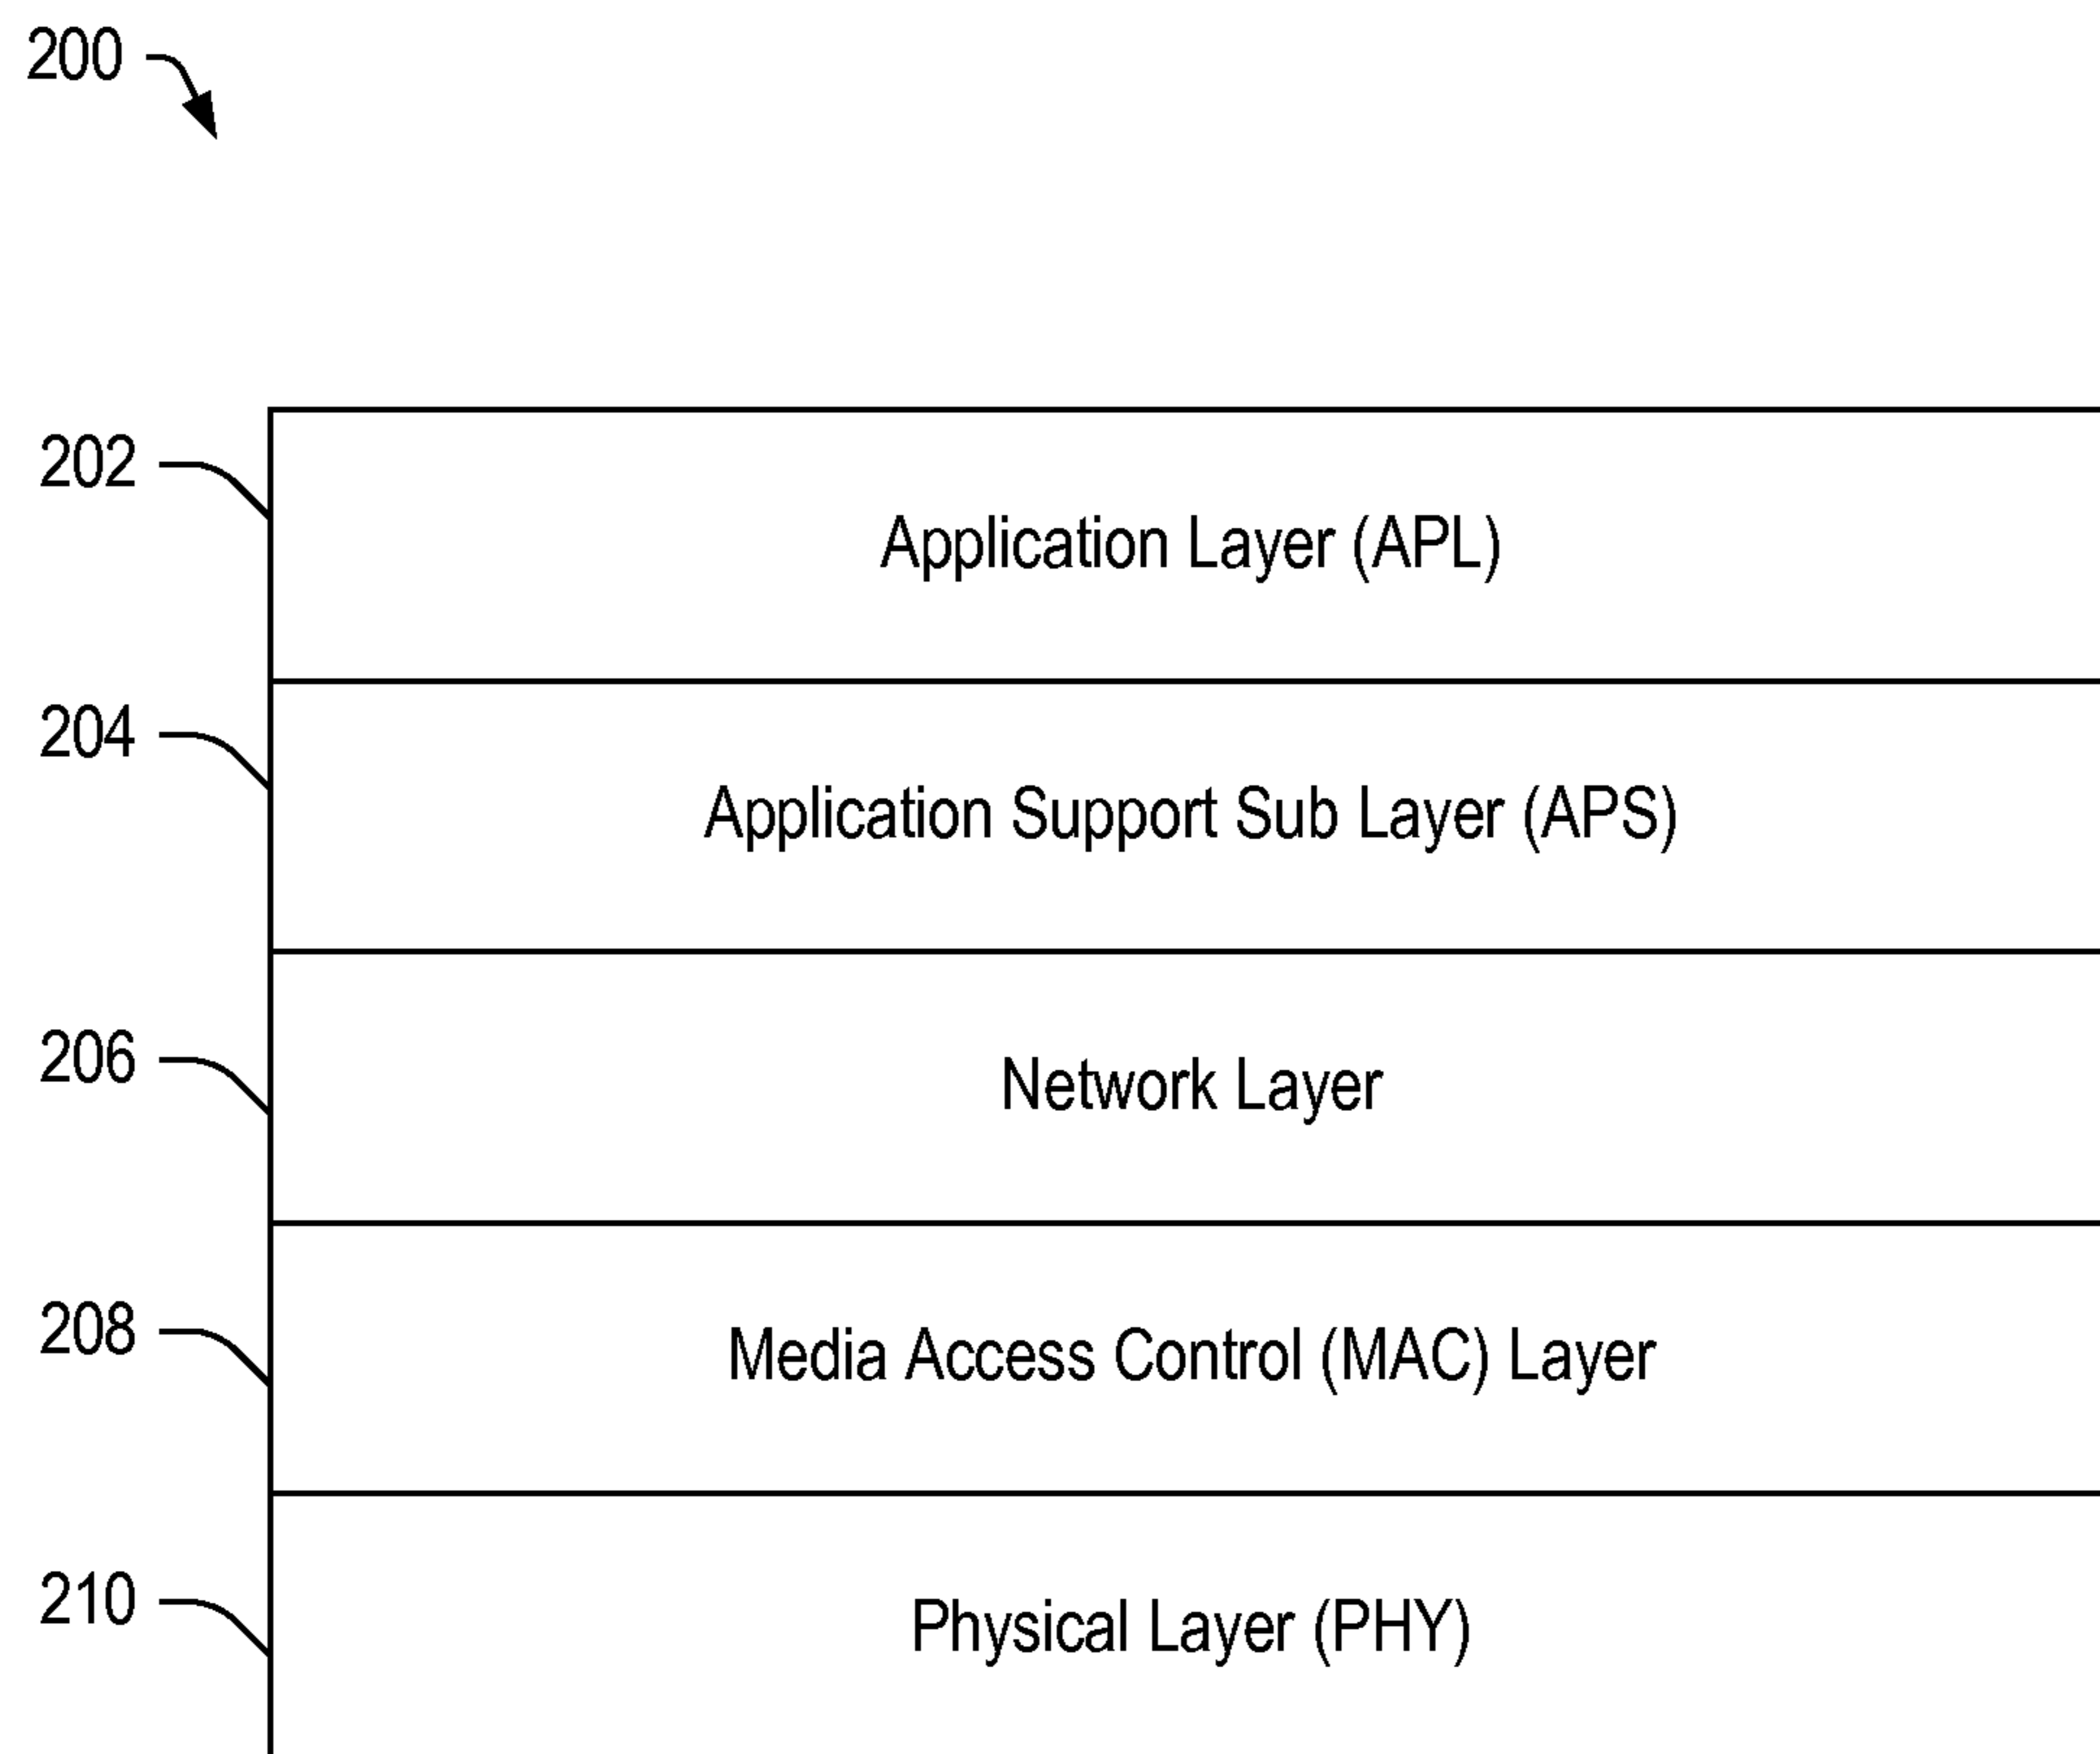 200
202
Application Layer (APL)
204
Application Support Sub Layer (APS)
206
Network Layer
208
Media Access Control (MAC) Layer
210
Physical Layer (PHY)